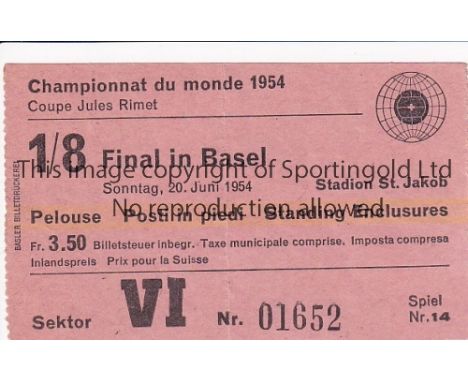 Championnat du monde 1954
Coupe Jules Rimet
1/8 Final in Basel
This image copyright of Sportingold Ltd
Sonntag, 20. Juni 1954 Stadion St. Jakob
No reproduction allowed
Pelouse Posti in piedi Standing Enclusures
Fr. 3.50 Billetsteuer inbegr. Taxe municipale comprise. Imposta compresa
Inlandspreis Prix pour la Suisse
Sektor VI Nr. 01652 Spiel Nr. 14
BASLER BILLETDRUCKEREI